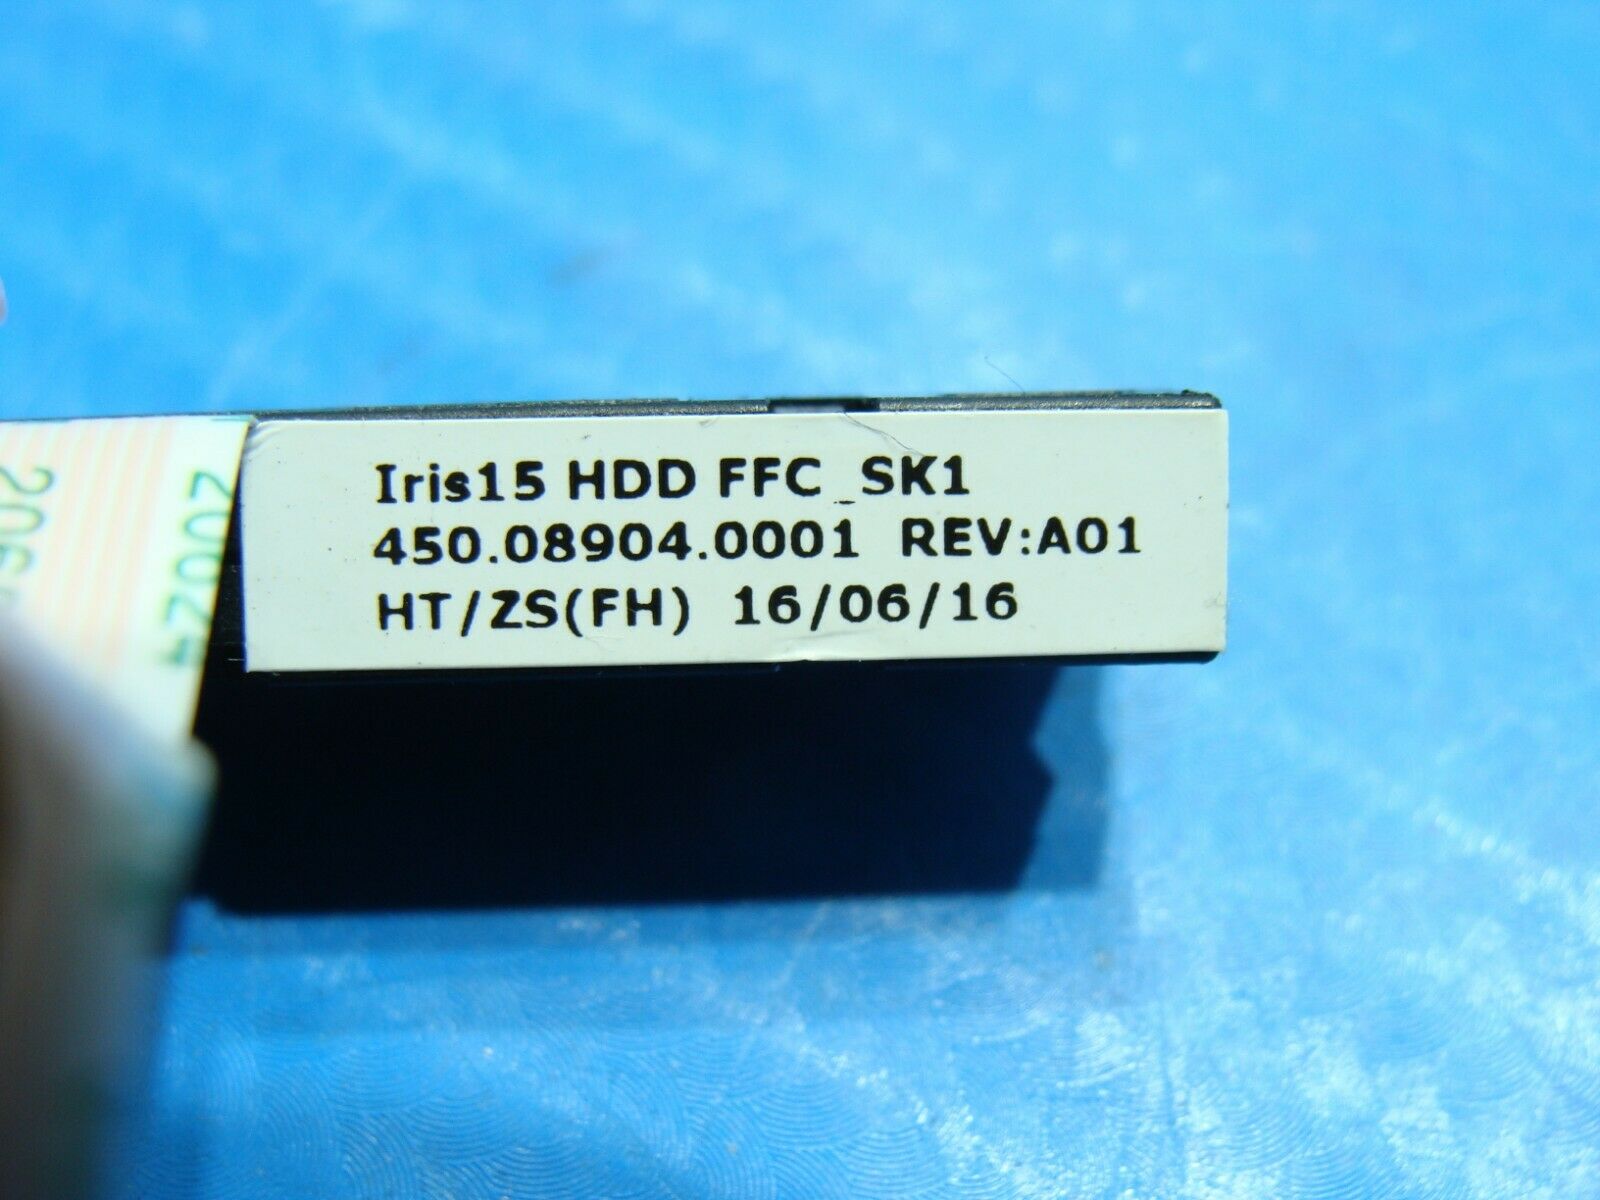 Iris15 HDD FFC_SK1
450.08904.0001 REV:A01
HT/ZS(FH) 16/06/16